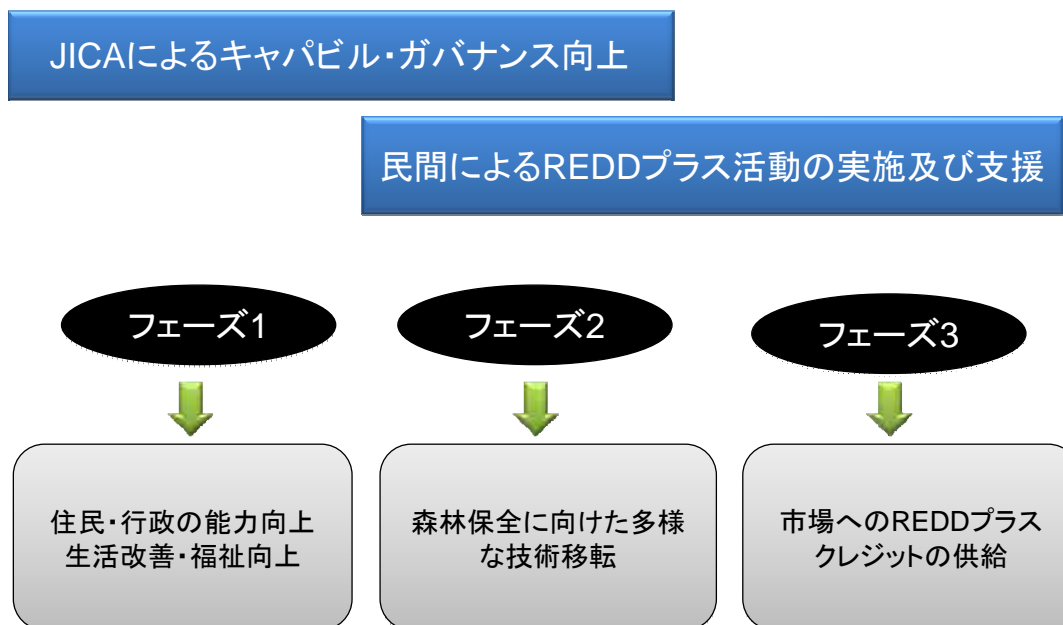 JICAによるキャパビル・ガバナンス向上
民間によるREDDプラス活動の実施及び支援
フェーズ1
フェーズ2
フェーズ3
住民・行政の能力向上
生活改善・福祉向上
森林保全に向けた多様
な技術移転
市場へのREDDプラス
クレジットの供給